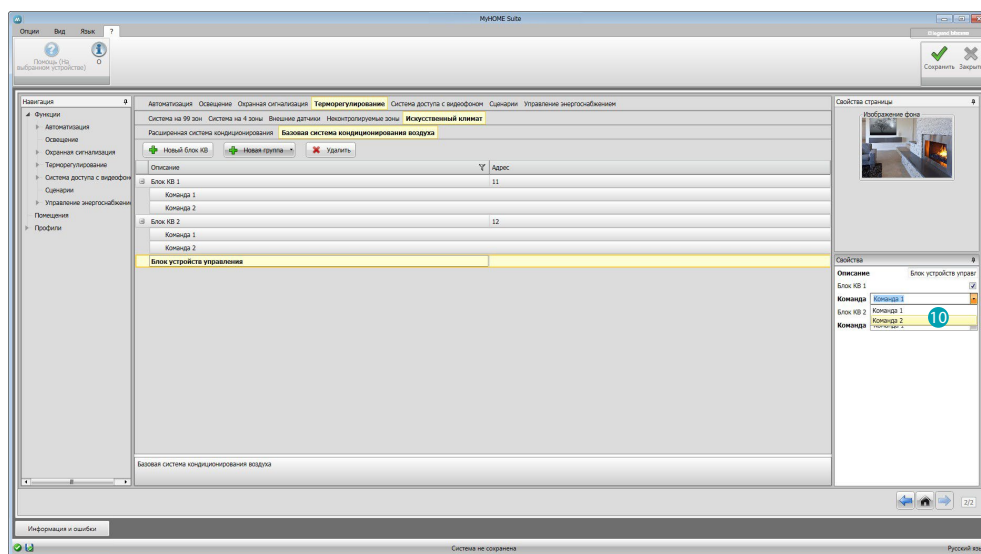 MyHOME Suite
Опции Вид Язык ?
Помощь (На выбранном устройстве)
О
Сохранить Закрыт
Навигация
Функции
Автоматизация
Освещение
Охранная сигнализация
Терморегулирование
Система доступа с видеофон
Сценарии
Управление энергоснабжени
Помещения
Профили
Автоматизация Освещение Охранная сигнализация Терморегулирование Система доступа с видеофоном Сценарии Управление энергоснабжением
Система на 99 зон Система на 4 зоны Внешние датчики Неконтролируемые зоны Искусственный климат
Расширенная система кондиционирования Базовая система кондиционирования воздуха
Новый блок КВ Новая группа Удалить
Описание Адрес
Блок КВ 1 11
Команда 1
Команда 2
Блок КВ 2 12
Команда 1
Команда 2
Блок устройств управления
Базовая система кондиционирования воздуха
Свойства страницы
Изображение фона
Свойства
Описание Блок устройств управл
Блок КВ 1
Команда Команда 1
Блок КВ 2 Команда 1
Команда 2
10
Команда Команда 1
2/2
Информация и ошибки
Система не сохранена
Русский язы